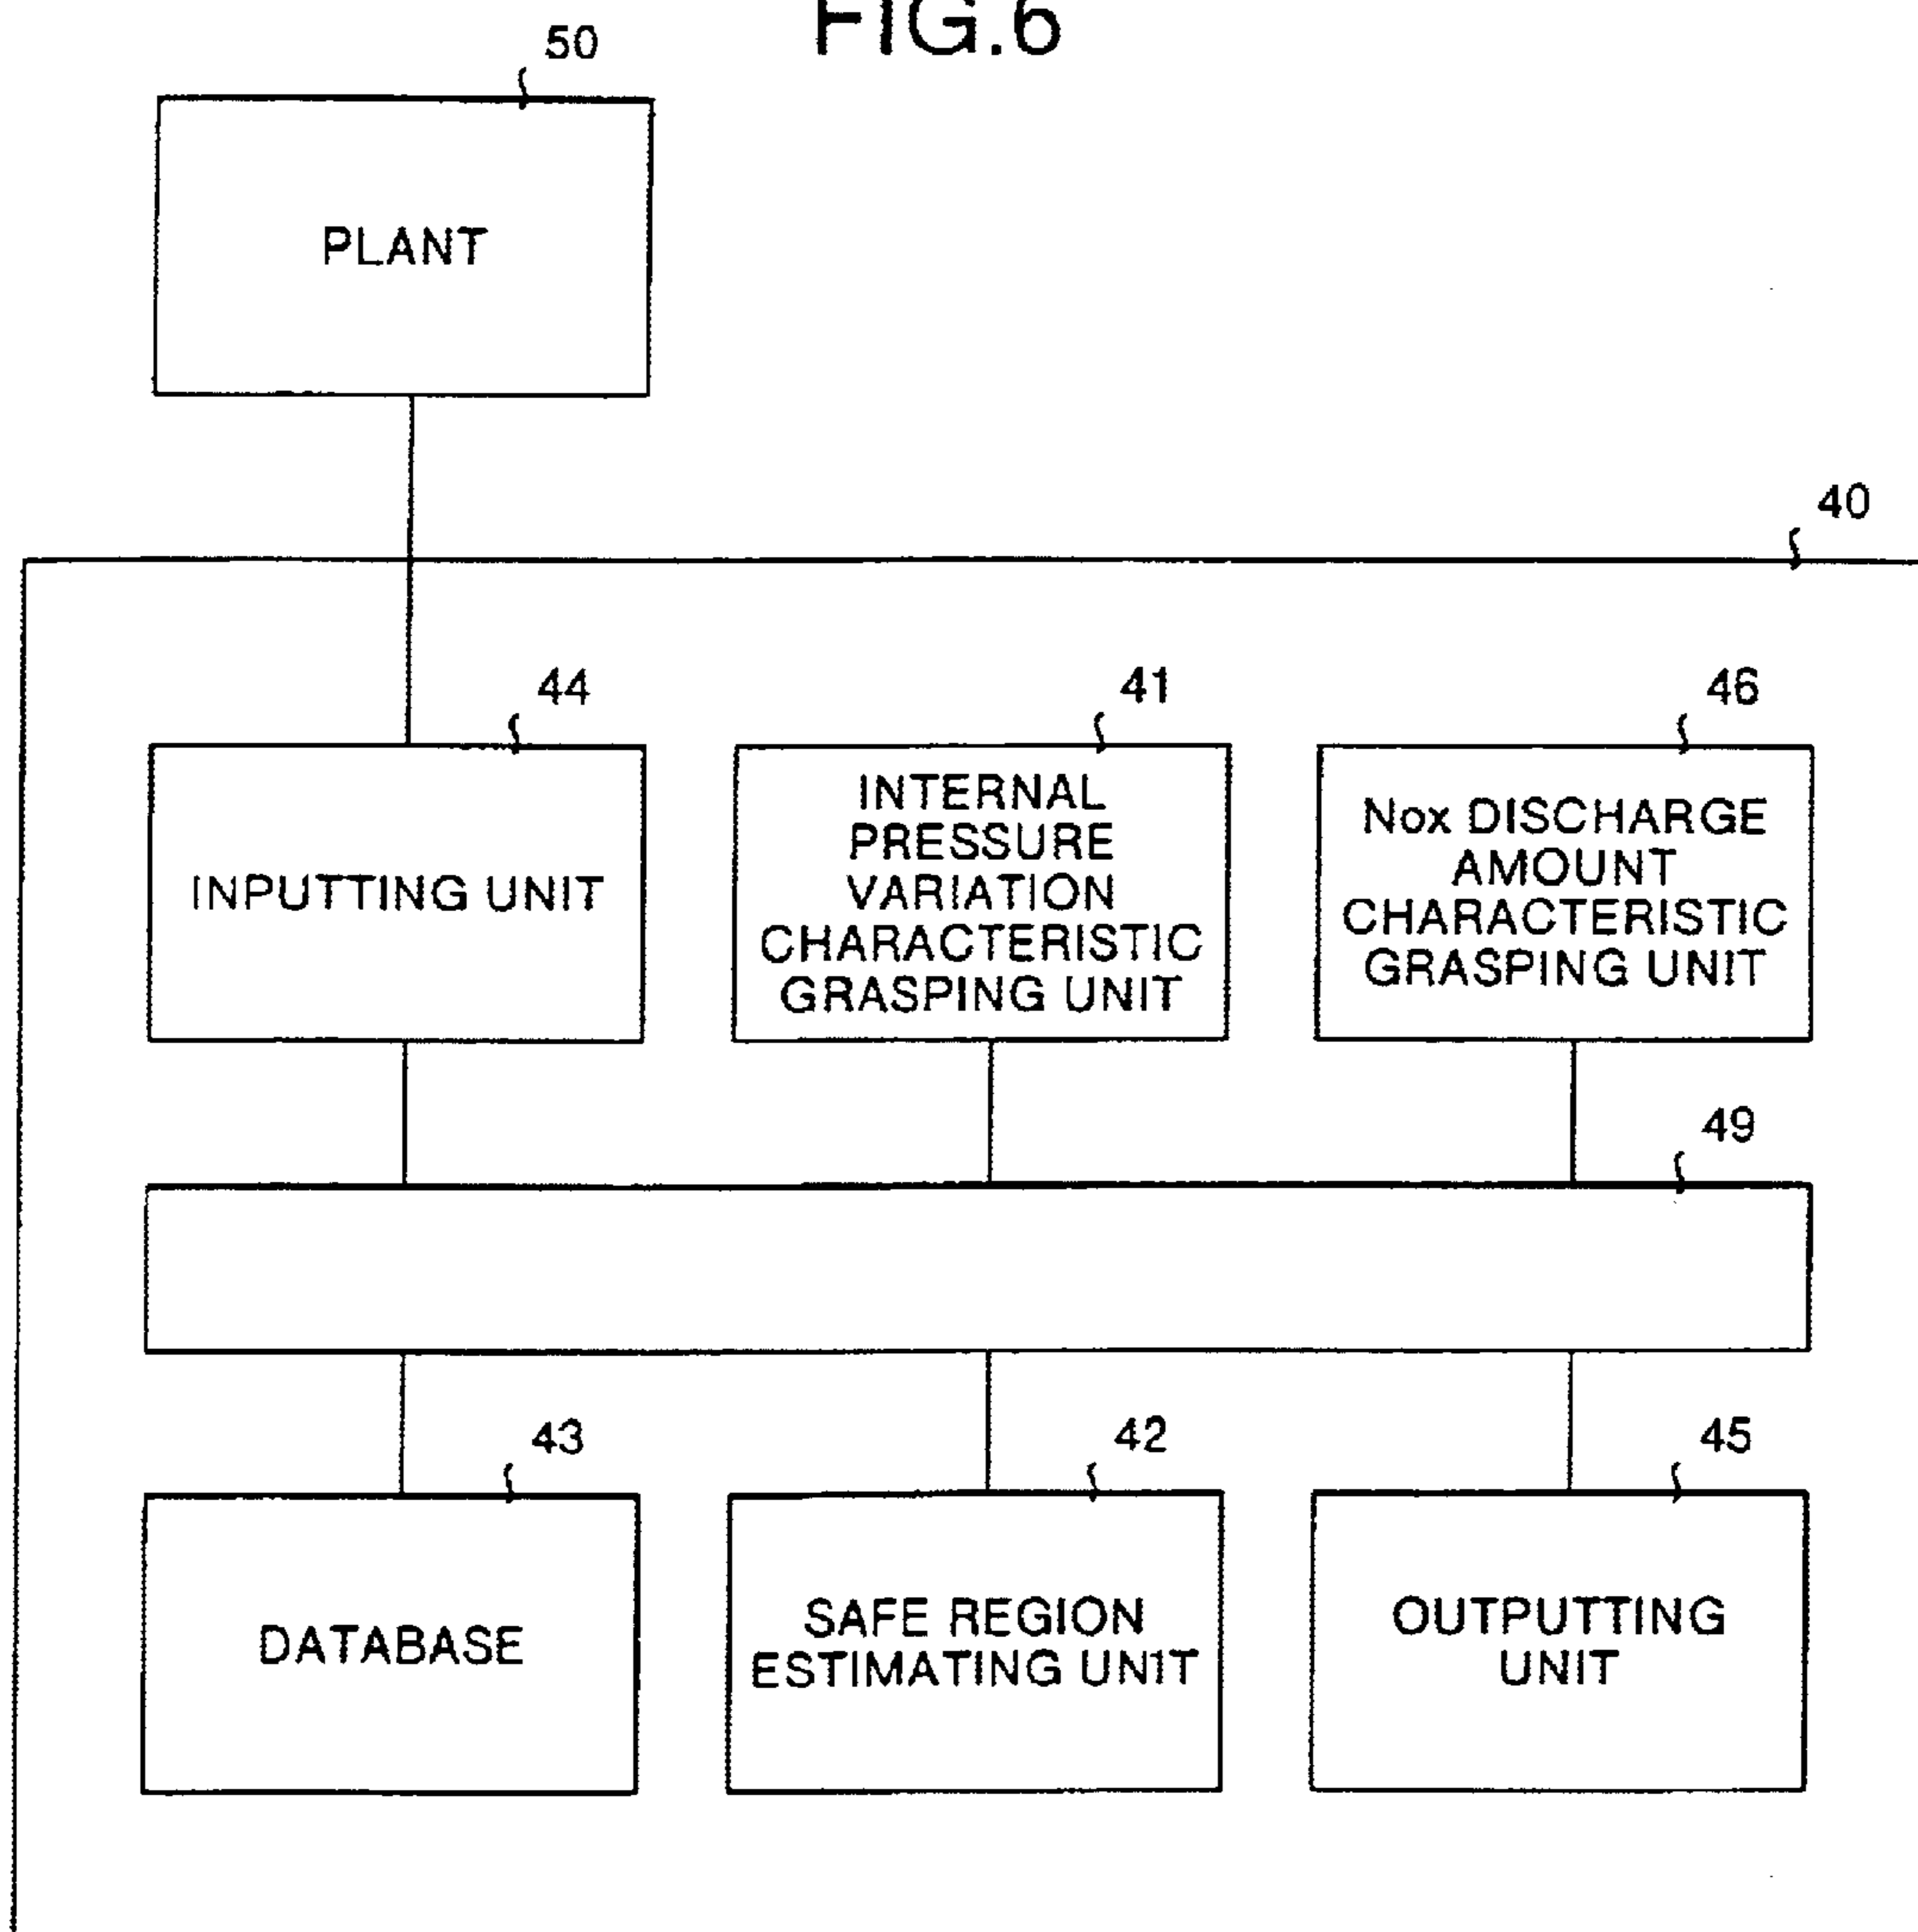 FIG.6
50
PLANT
40
44
41
46
INPUTTING UNIT
INTERNAL
PRESSURE
VARIATION
CHARACTERISTIC
GRASPING UNIT
Nox DISCHARGE
AMOUNT
CHARACTERISTIC
GRASPING UNIT
49
43
42
45
DATABASE
SAFE REGION
ESTIMATING UNIT
OUTPUTTING
UNIT